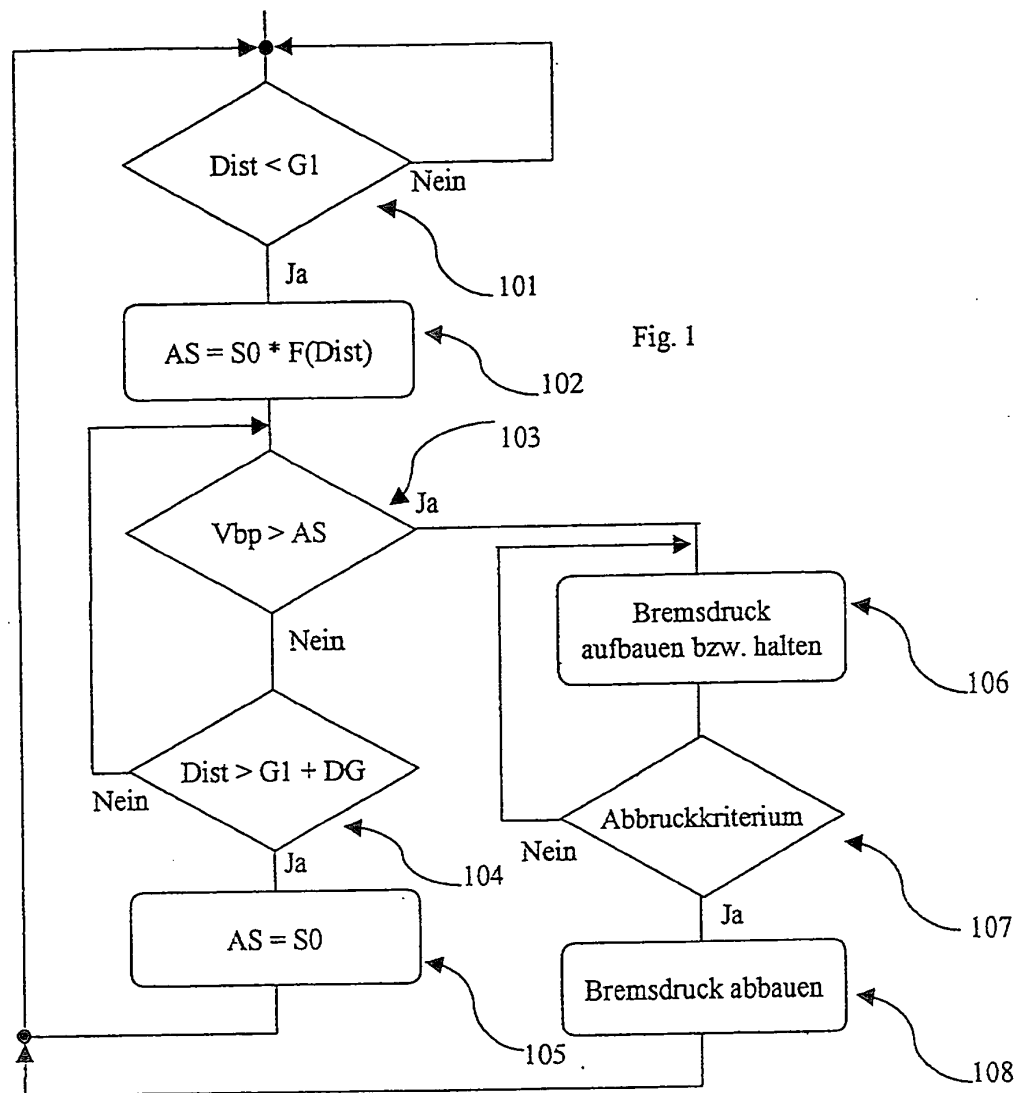 Dist < G1
Nein
Ja
101
AS = S0 * F(Dist)
102
Fig. 1
103
Vbp > AS
Ja
Nein
Bremsdruck
aufbauen bzw. halten
106
Dist > G1 + DG
Nein
Ja
104
Abbruckkriterium
Nein
Ja
107
AS = S0
105
Bremsdruck abbauen
108